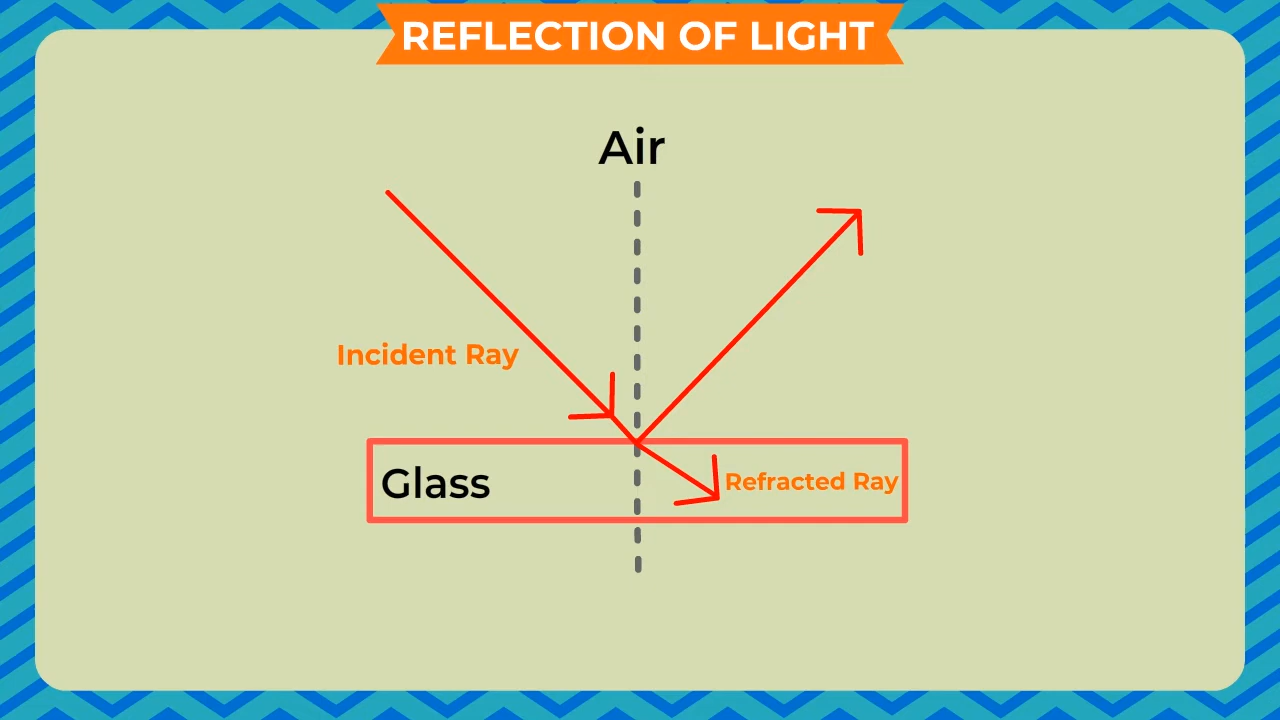 REFLECTION OF LIGHT
Air
Incident Ray
Glass
Refracted Ray